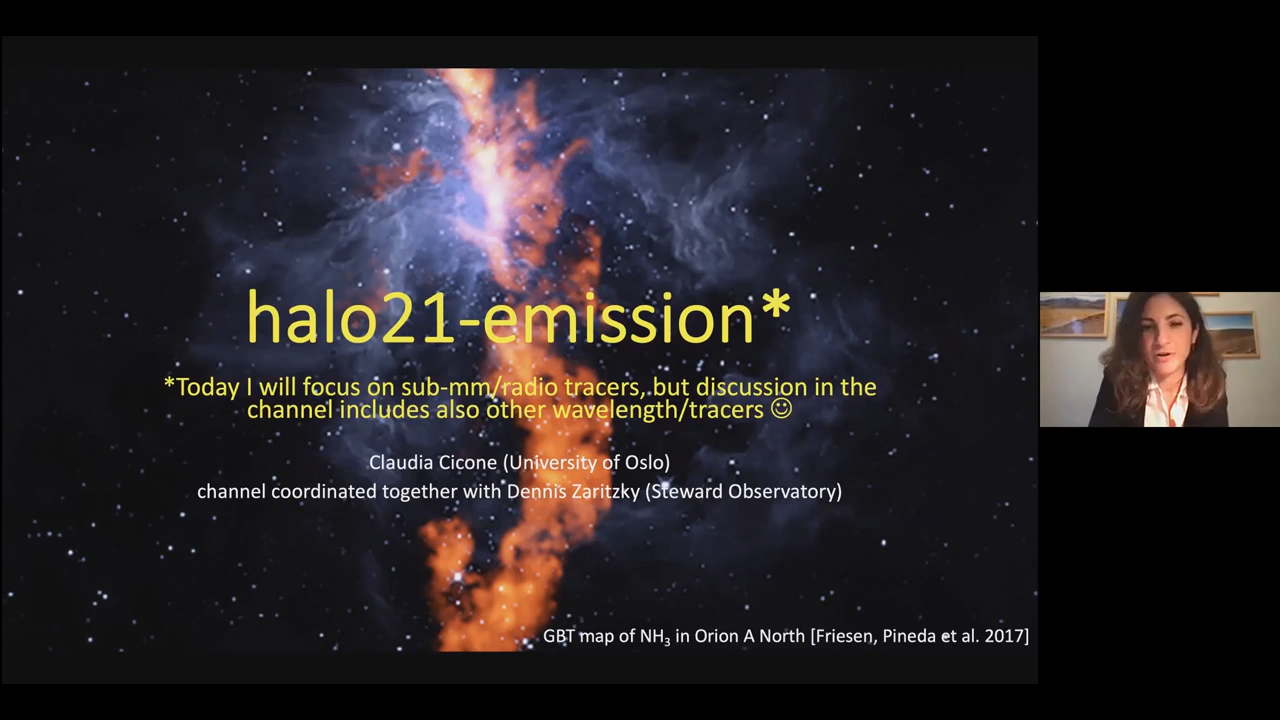 halo21-emission*
*Today I will focus on sub-mm/radio tracers, but discussion in the
channel includes also other wavelength/tracers ☺
Claudia Cicone (University of Oslo)
channel coordinated together with Dennis Zaritzky (Steward Observatory)
GBT map of NH₃ in Orion A North [Friesen, Pineda et al. 2017]